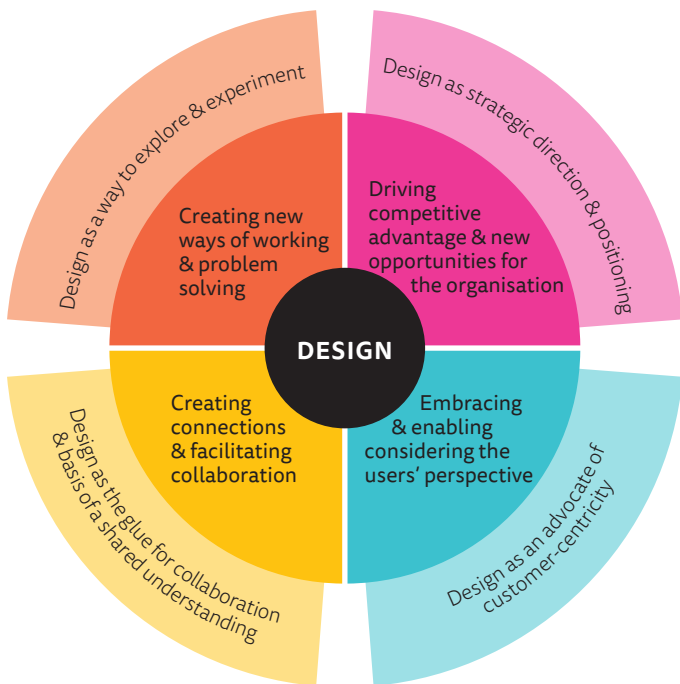 Design as a way to explore & experiment
Design as strategic direction & positioning
Creating new
ways of working
& problem
solving
Driving
competitive
advantage & new
opportunities for
the organisation
DESIGN
Creating
connections
& facilitating
collaboration
Embracing
& enabling
considering the
users’ perspective
Design as the glue for collaboration
& basis of a shared understanding
Design as an advocate of
customer-centricity